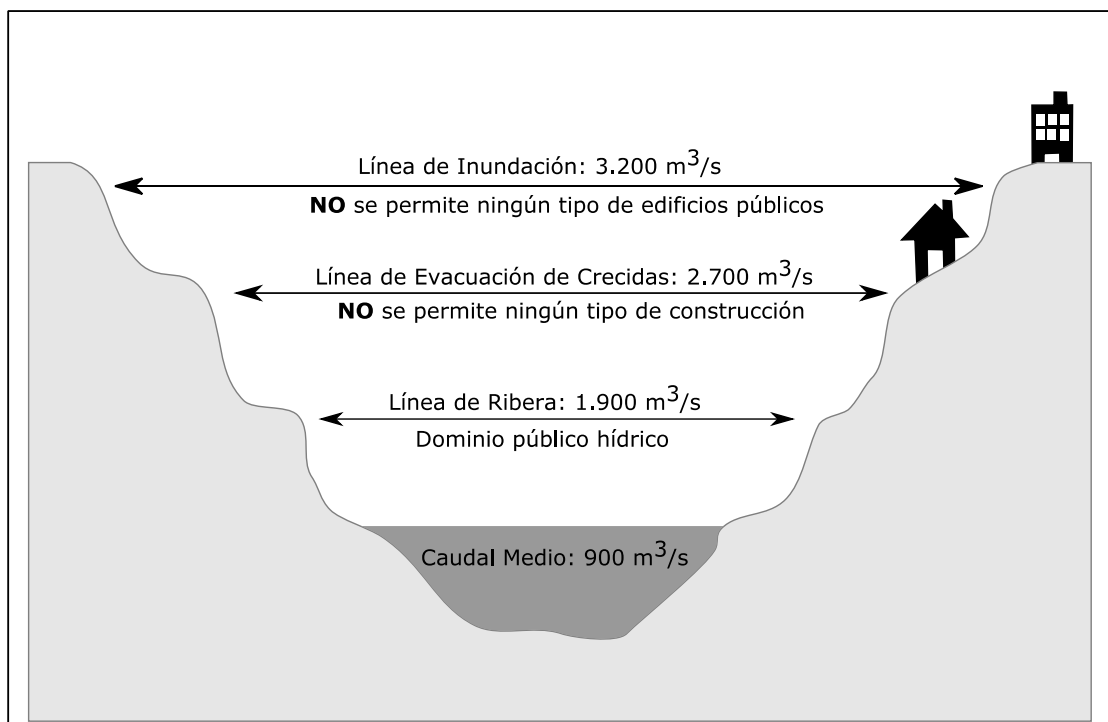 Línea de Inundación: 3.200 m³/s
NO se permite ningún tipo de edificios públicos
Línea de Evacuación de Crecidas: 2.700 m³/s
NO se permite ningún tipo de construcción
Línea de Ribera: 1.900 m³/s
Dominio público hídrico
Caudal Medio: 900 m³/s